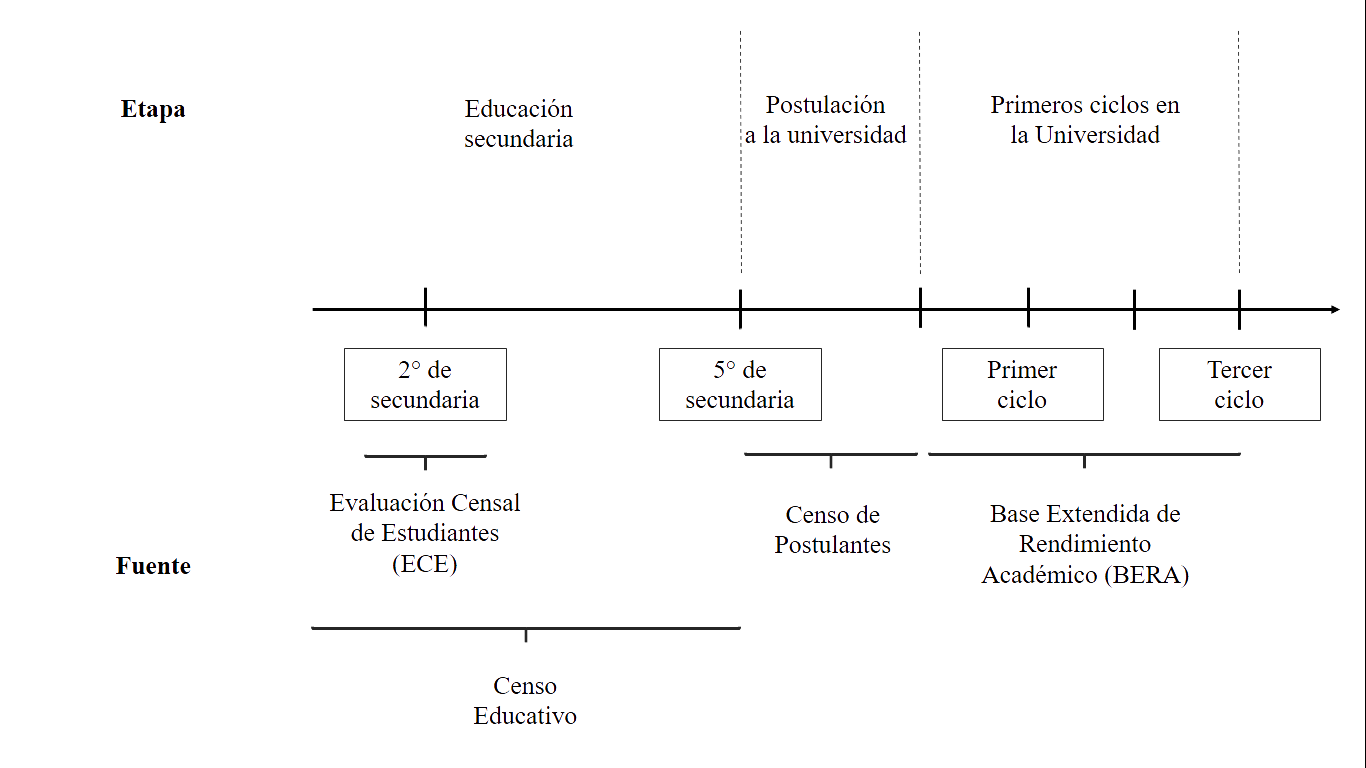 Etapa
Educación
secundaria
Postulación
a la universidad
Primeros ciclos en
la Universidad
2° de
secundaria
5° de
secundaria
Primer
ciclo
Tercer
ciclo
Fuente
Evaluación Censal
de Estudiantes
(ECE)
Censo de
Postulantes
Base Extendida de
Rendimiento
Académico (BERA)
Censo
Educativo